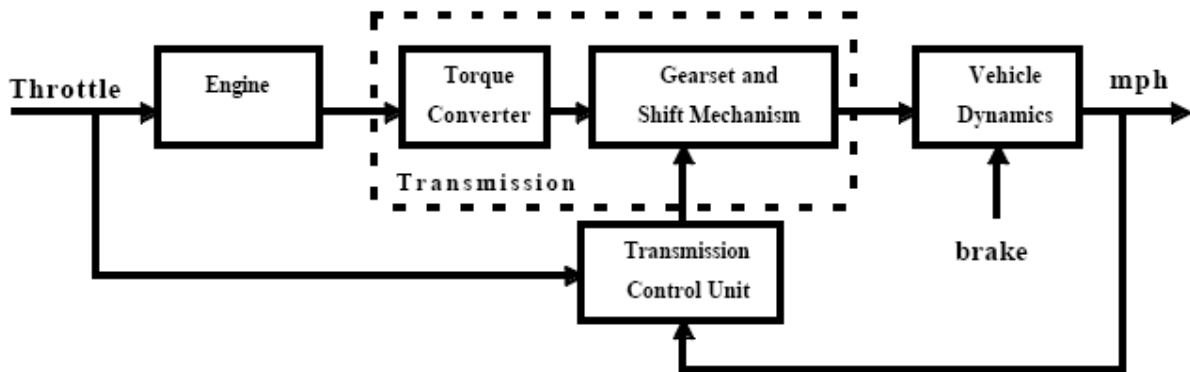 Throttle
Engine
Torque
Converter
Gearset and
Shift Mechanism
Vehicle
Dynamics
mph
Transmission
Transmission
Control Unit
brake